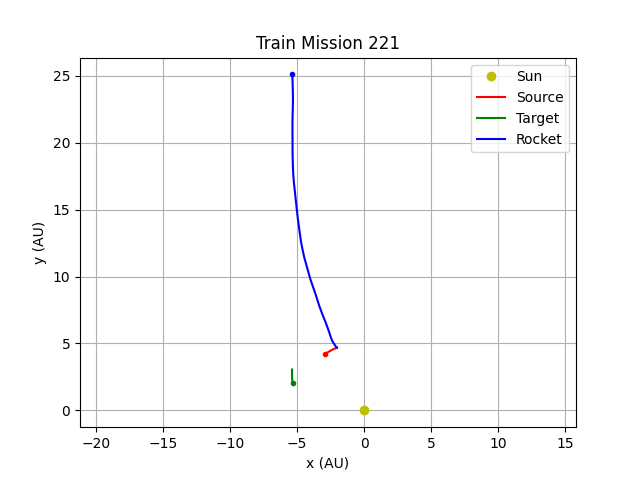 Train Mission 221
Sun
Source
Target
Rocket
25
20
15
10
5
0
y (AU)
−20 −15 −10 −5 0 5 10 15
x (AU)